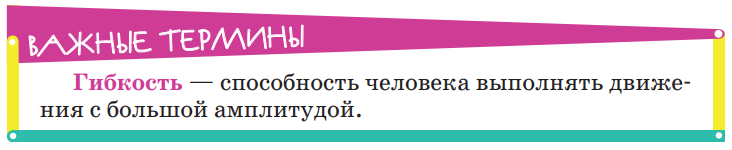 ВАЖНЫЕ ТЕРМИНЫ
Гибкость — способность человека выполнять движе-
ния с большой амплитудой.